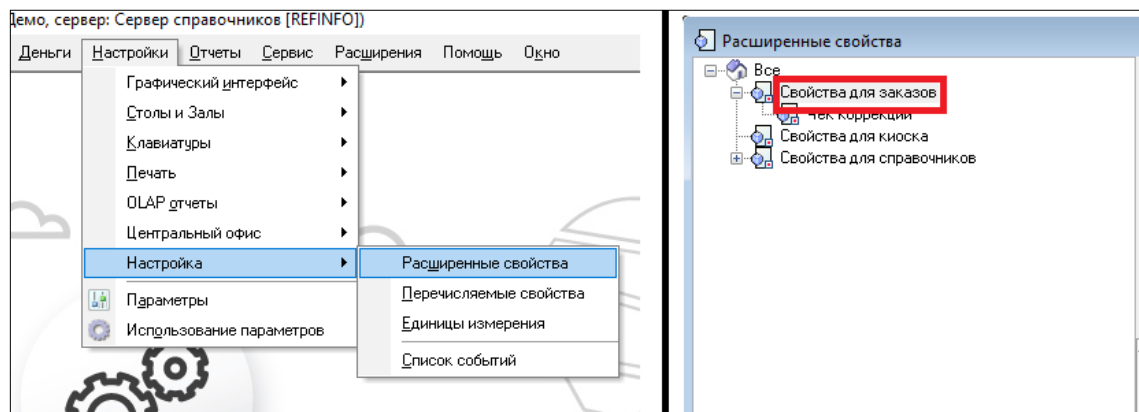 Демо, сервер: Сервер справочников [REFINFO])
Деньги Настройки Отчеты Сервис Расширения Помощь Окно
Графический интерфейс
Столы и Залы
Клавиатуры
Печать
OLAP отчеты
Центральный офис
Настройка
Параметры
Использование параметров
Расширенные свойства
Перечисляемые свойства
Единицы измерения
Список событий
Расширенные свойства
Все
Свойства для заказов
Чек коррекции
Свойства для киоска
Свойства для справочников